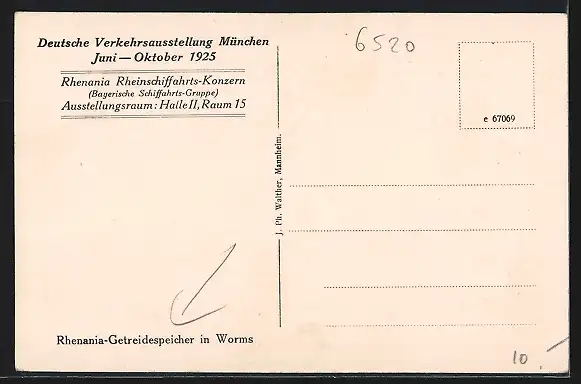 Deutsche Verkehrsausstellung München
Juni — Oktober 1925
Rhenania Rheinschiffahrts-Konzern
(Bayerische Schiffahrts-Gruppe)
Ausstellungsraum: Halle II, Raum 15
Rhenania-Getreidespeicher in Worms
J. Ph. Walther, Mannheim.
6520
e 67069
10.-